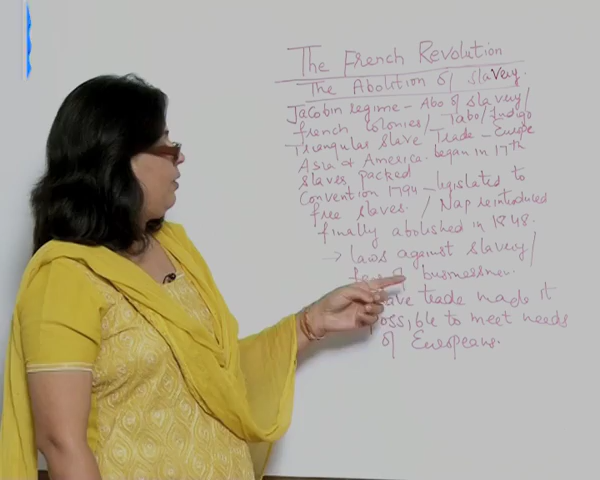 The French Revolution
The Abolition of Slavery.
Jacobin regime - Abo of slavery/
french colonies/ Tabo/Indigo
Triangular Slave Trade - Europe
Asia & America. began in 17th
slaves packed
Convention 1794 - legislated to
free slaves. / Nap reintroduced
finally abolished in 1848.
→ laws against slavery/
of businessmen.
trade made it
to meet needs
of Europeans.